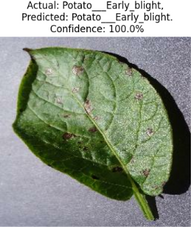 Actual: Potato___Early_blight,
Predicted: Potato___Early_blight.
Confidence: 100.0%